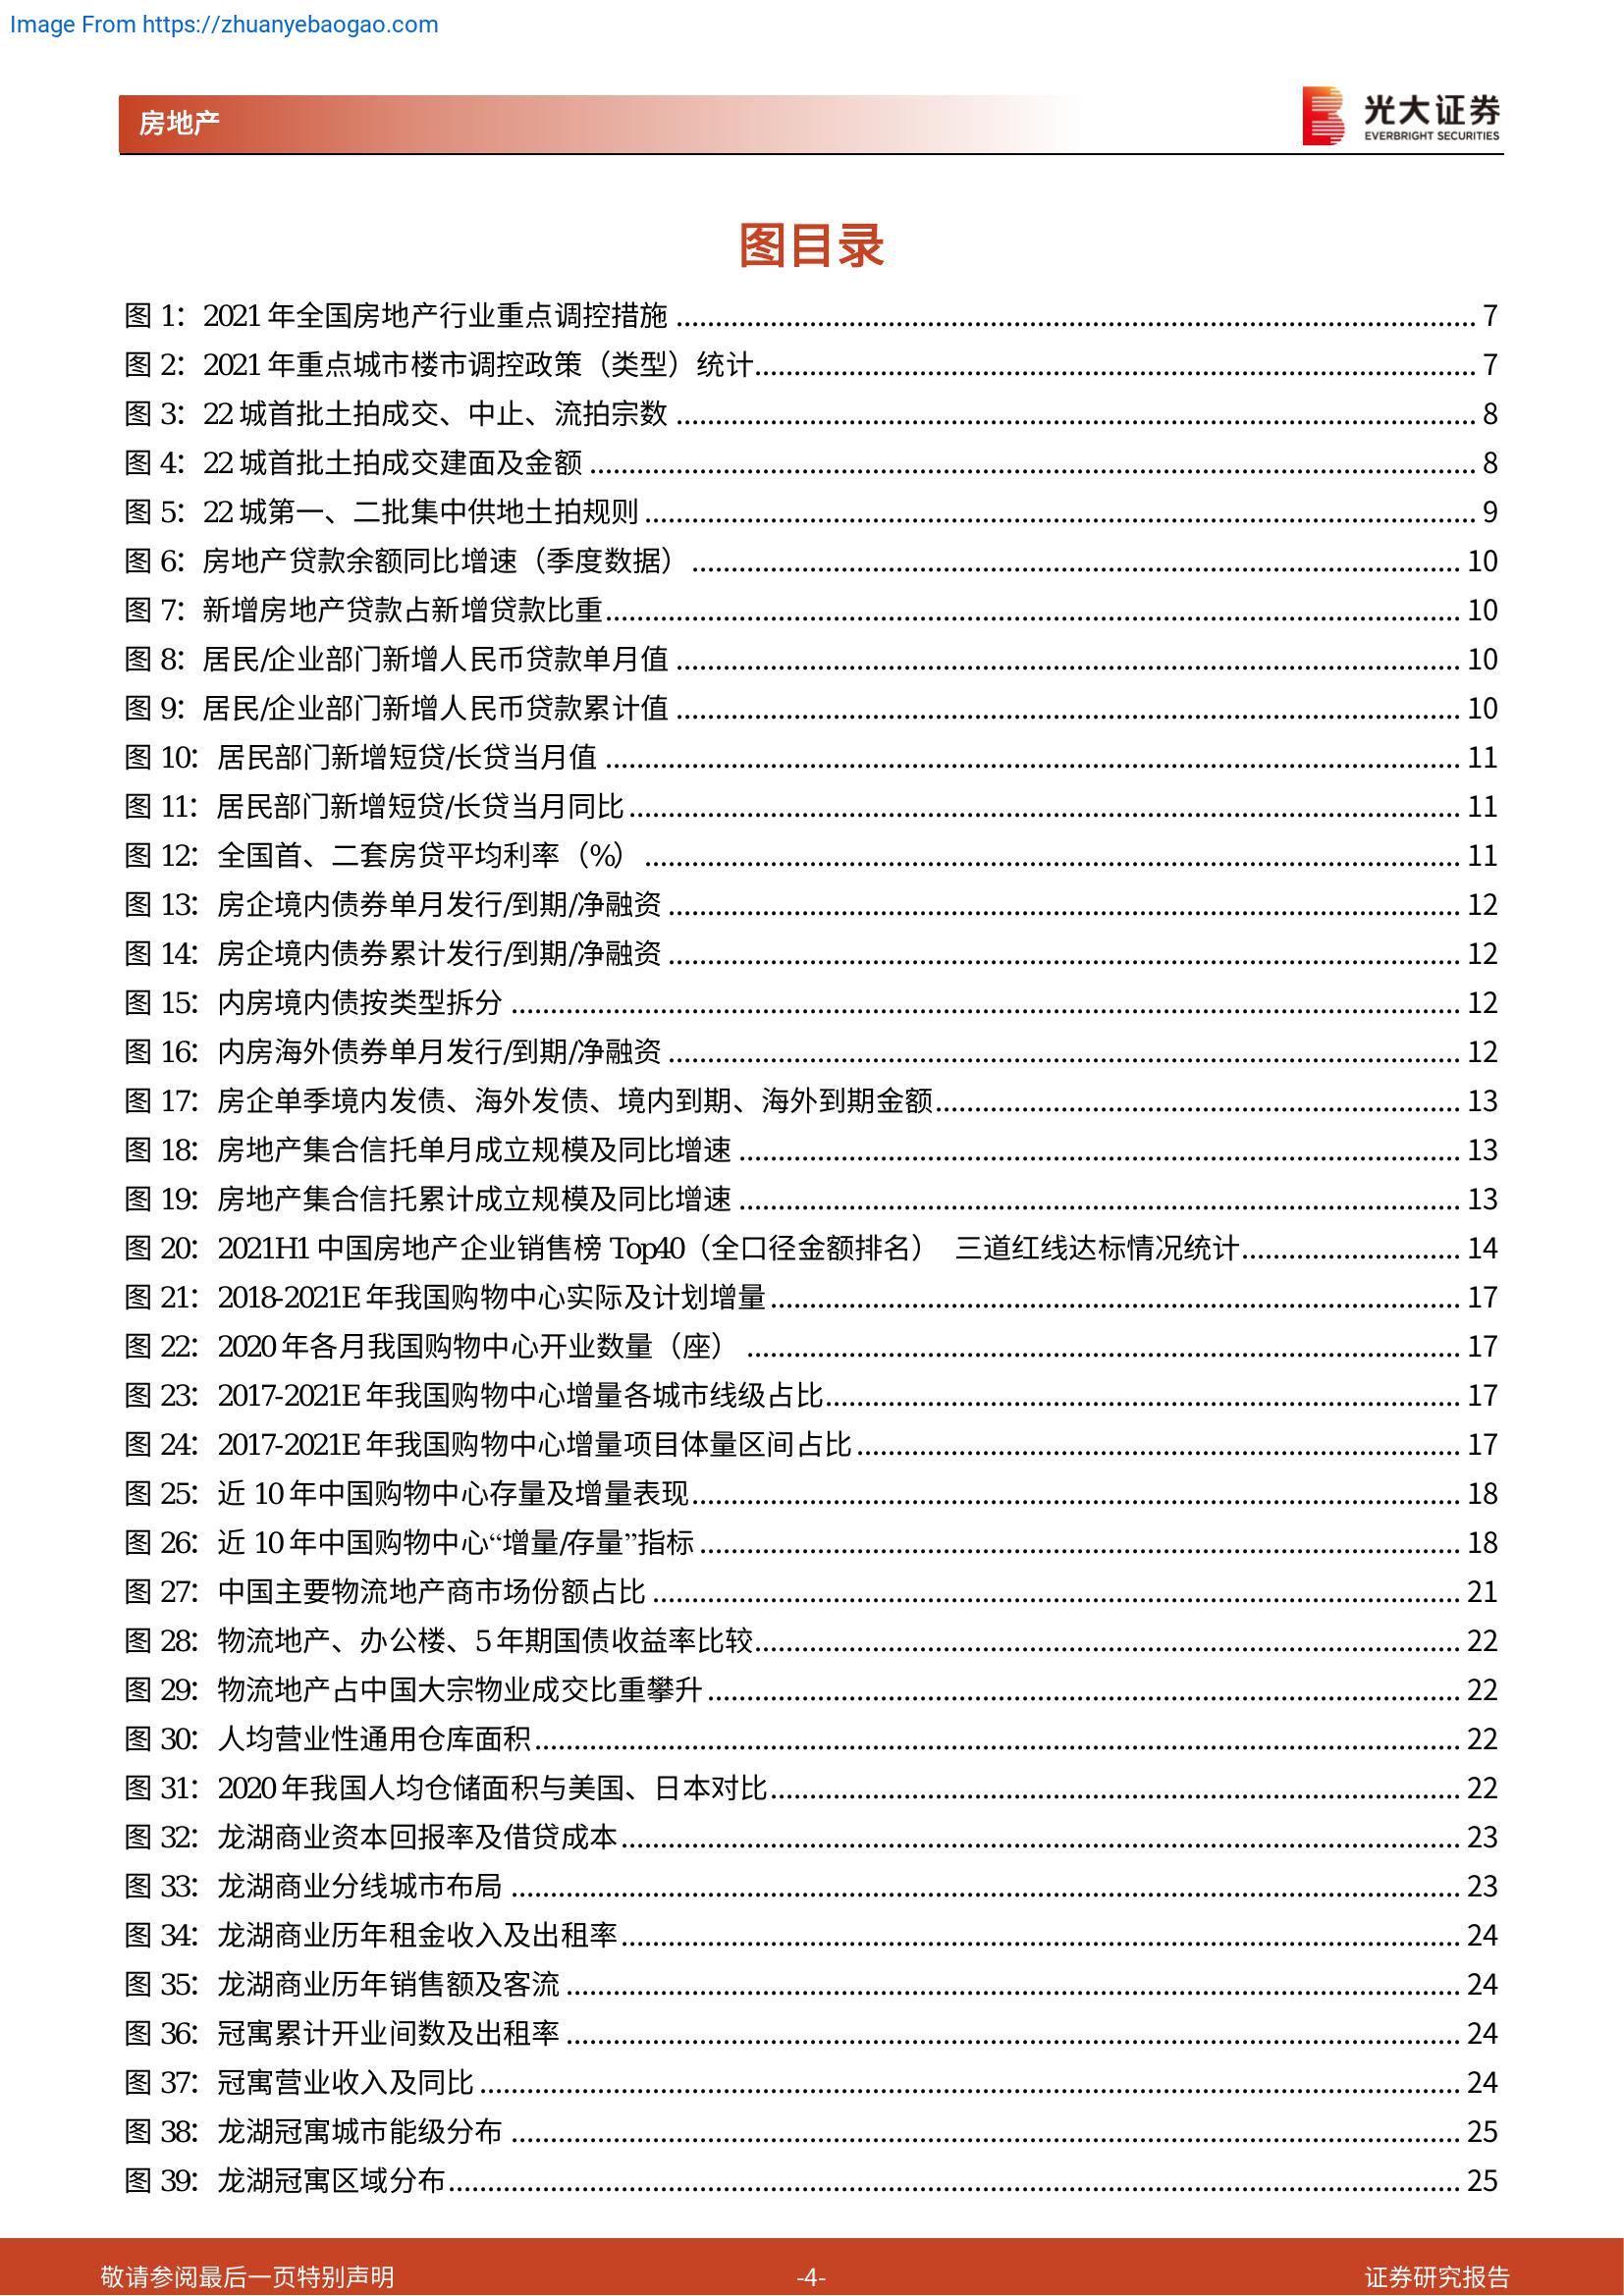 Image From https://zhuanyebaogao.com
房地产
光大证券
EVERBRIGHT SECURITIES
图目录
图 1：2021 年全国房地产行业重点调控措施 ........ 7
图 2：2021 年重点城市楼市调控政策（类型）统计........ 7
图 3：22 城首批土拍成交、中止、流拍宗数 ........ 8
图 4：22 城首批土拍成交建面及金额 ........ 8
图 5：22 城第一、二批集中供地土拍规则 ........ 9
图 6：房地产贷款余额同比增速（季度数据） ........ 10
图 7：新增房地产贷款占新增贷款比重........ 10
图 8：居民/企业部门新增人民币贷款单月值 ........ 10
图 9：居民/企业部门新增人民币贷款累计值 ........ 10
图 10：居民部门新增短贷/长贷当月值 ........ 11
图 11：居民部门新增短贷/长贷当月同比 ........ 11
图 12：全国首、二套房贷平均利率（%） ........ 11
图 13：房企境内债券单月发行/到期/净融资 ........ 12
图 14：房企境内债券累计发行/到期/净融资 ........ 12
图 15：内房境内债按类型拆分 ........ 12
图 16：内房海外债券单月发行/到期/净融资 ........ 12
图 17：房企单季境内发债、海外发债、境内到期、海外到期金额........ 13
图 18：房地产集合信托单月成立规模及同比增速 ........ 13
图 19：房地产集合信托累计成立规模及同比增速 ........ 13
图 20：2021H1 中国房地产企业销售榜 Top40（全口径金额排名） 三道红线达标情况统计........ 14
图 21：2018-2021E 年我国购物中心实际及计划增量 ........ 17
图 22：2020 年各月我国购物中心开业数量（座） ........ 17
图 23：2017-2021E 年我国购物中心增量各城市线级占比........ 17
图 24：2017-2021E 年我国购物中心增量项目体量区间占比 ........ 17
图 25：近 10 年中国购物中心存量及增量表现........ 18
图 26：近 10 年中国购物中心“增量/存量”指标 ........ 18
图 27：中国主要物流地产商市场份额占比 ........ 21
图 28：物流地产、办公楼、5 年期国债收益率比较........ 22
图 29：物流地产占中国大宗物业成交比重攀升 ........ 22
图 30：人均营业性通用仓库面积........ 22
图 31：2020 年我国人均仓储面积与美国、日本对比........ 22
图 32：龙湖商业资本回报率及借贷成本........ 23
图 33：龙湖商业分线城市布局 ........ 23
图 34：龙湖商业历年租金收入及出租率........ 24
图 35：龙湖商业历年销售额及客流 ........ 24
图 36：冠寓累计开业间数及出租率 ........ 24
图 37：冠寓营业收入及同比 ........ 24
图 38：龙湖冠寓城市能级分布 ........ 25
图 39：龙湖冠寓区域分布........ 25
敬请参阅最后一页特别声明
-4-
证券研究报告